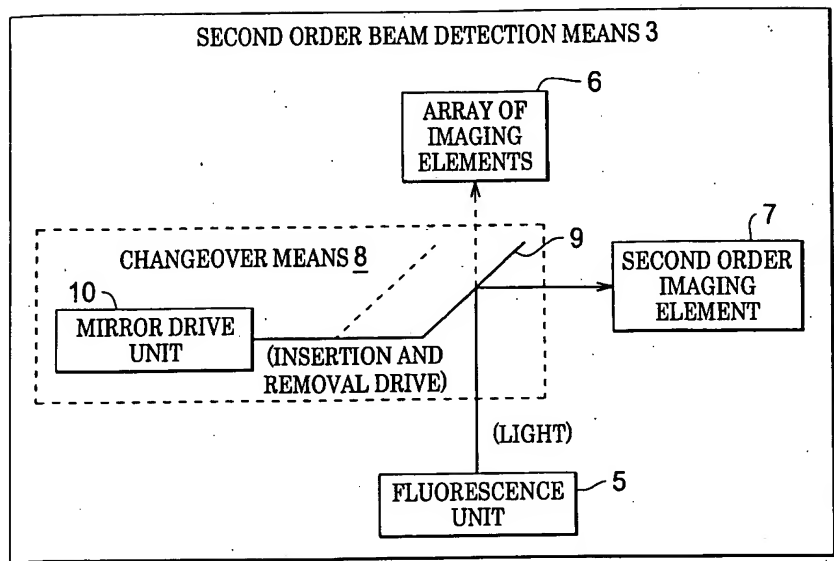 SECOND ORDER BEAM DETECTION MEANS 3
6
ARRAY OF
IMAGING
ELEMENTS
7
SECOND ORDER
IMAGING
ELEMENT
9
CHANGEOVER MEANS 8
10
MIRROR DRIVE
UNIT
(INSERTION AND
REMOVAL DRIVE)
(LIGHT)
FLUORESCENCE
UNIT
5